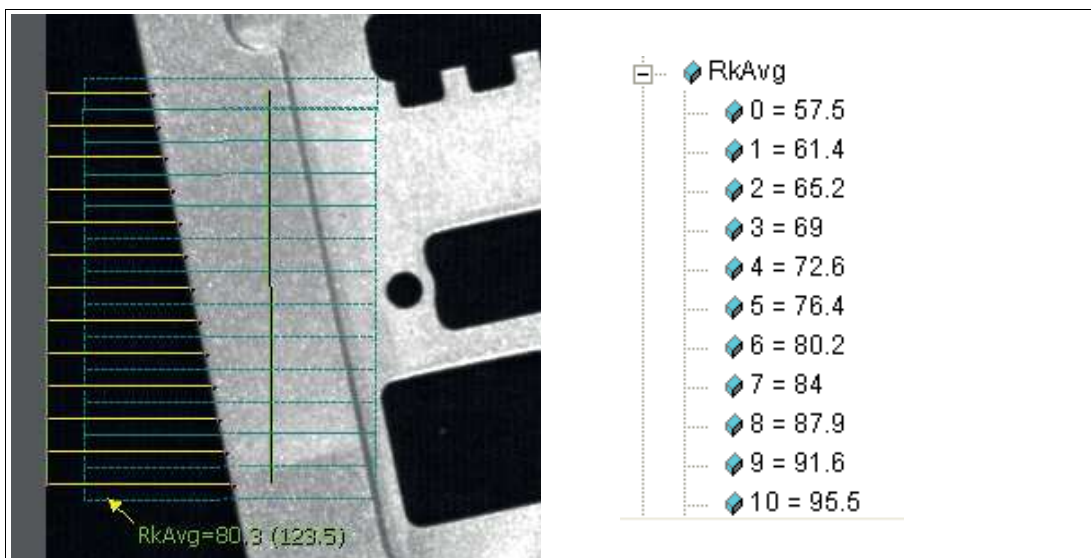 RkAvg=80.3 (123.5)
RkAvg
0 = 57.5
1 = 61.4
2 = 65.2
3 = 69
4 = 72.6
5 = 76.4
6 = 80.2
7 = 84
8 = 87.9
9 = 91.6
10 = 95.5